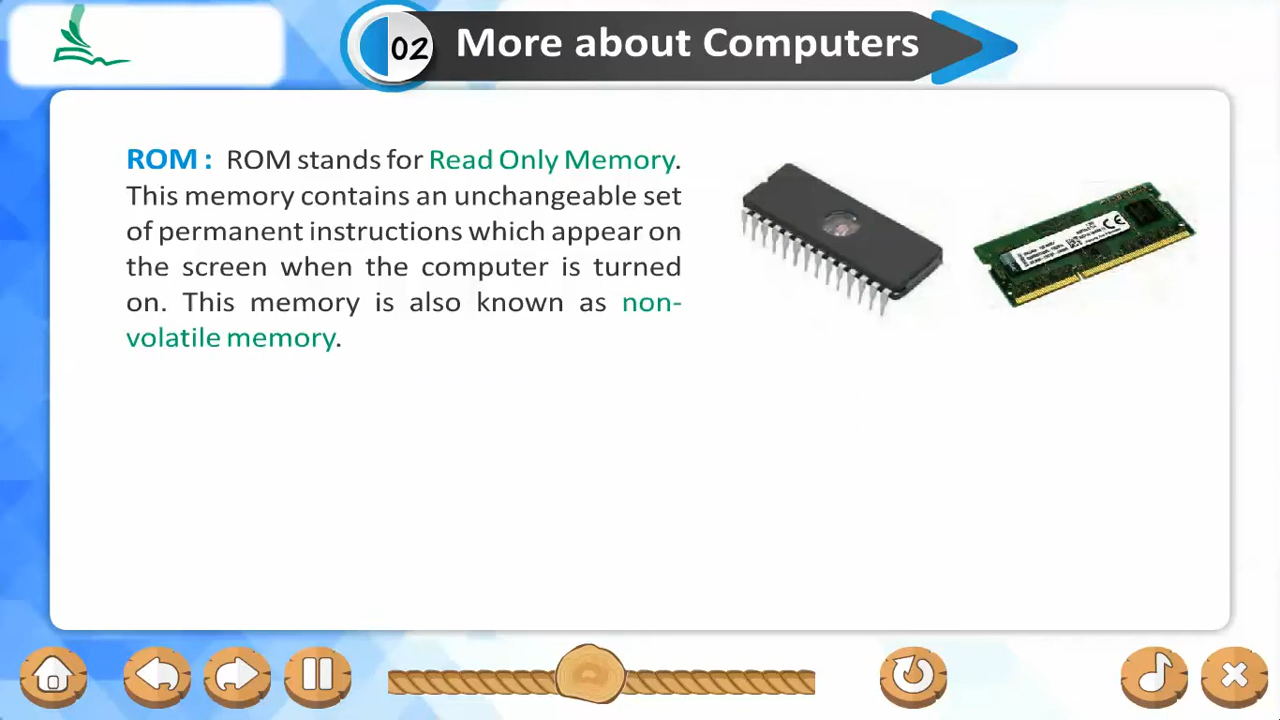 02
More about Computers
ROM : ROM stands for Read Only Memory.
This memory contains an unchangeable set
of permanent instructions which appear on
the screen when the computer is turned
on. This memory is also known as non-
volatile memory.